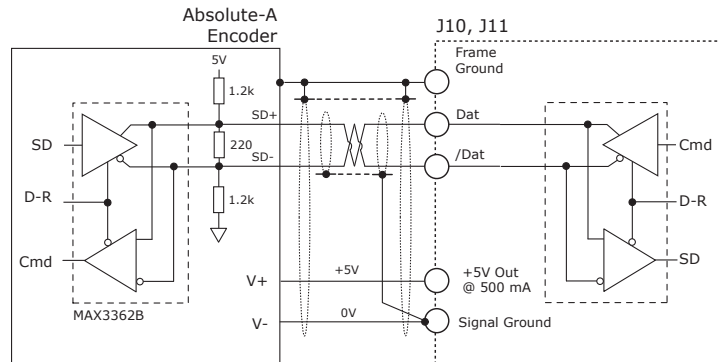 Absolute-A
Encoder
J10, J11
Frame
Ground
5V
1.2k
SD+
220
SD-
1.2k
SD
D-R
Cmd
MAX3362B
V+
+5V
V-
0V
Dat
/Dat
+5V Out
@ 500 mA
Signal Ground
Cmd
D-R
SD